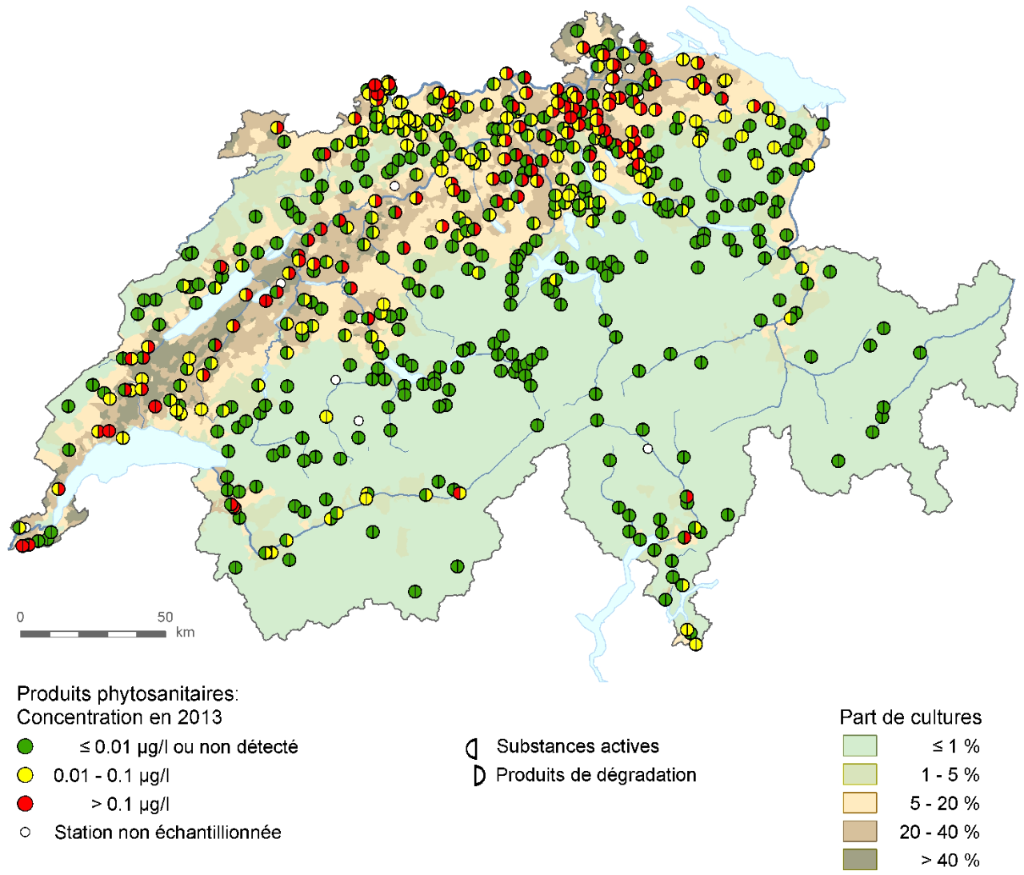 0 50
km
Produits phytosanitaires:
Concentration en 2013
≤ 0.01 µg/l ou non détecté
0.01 - 0.1 µg/l
> 0.1 µg/l
Station non échantillionnée
Substances actives
Produits de dégradation
Part de cultures
≤ 1 %
1 - 5 %
5 - 20 %
20 - 40 %
> 40 %